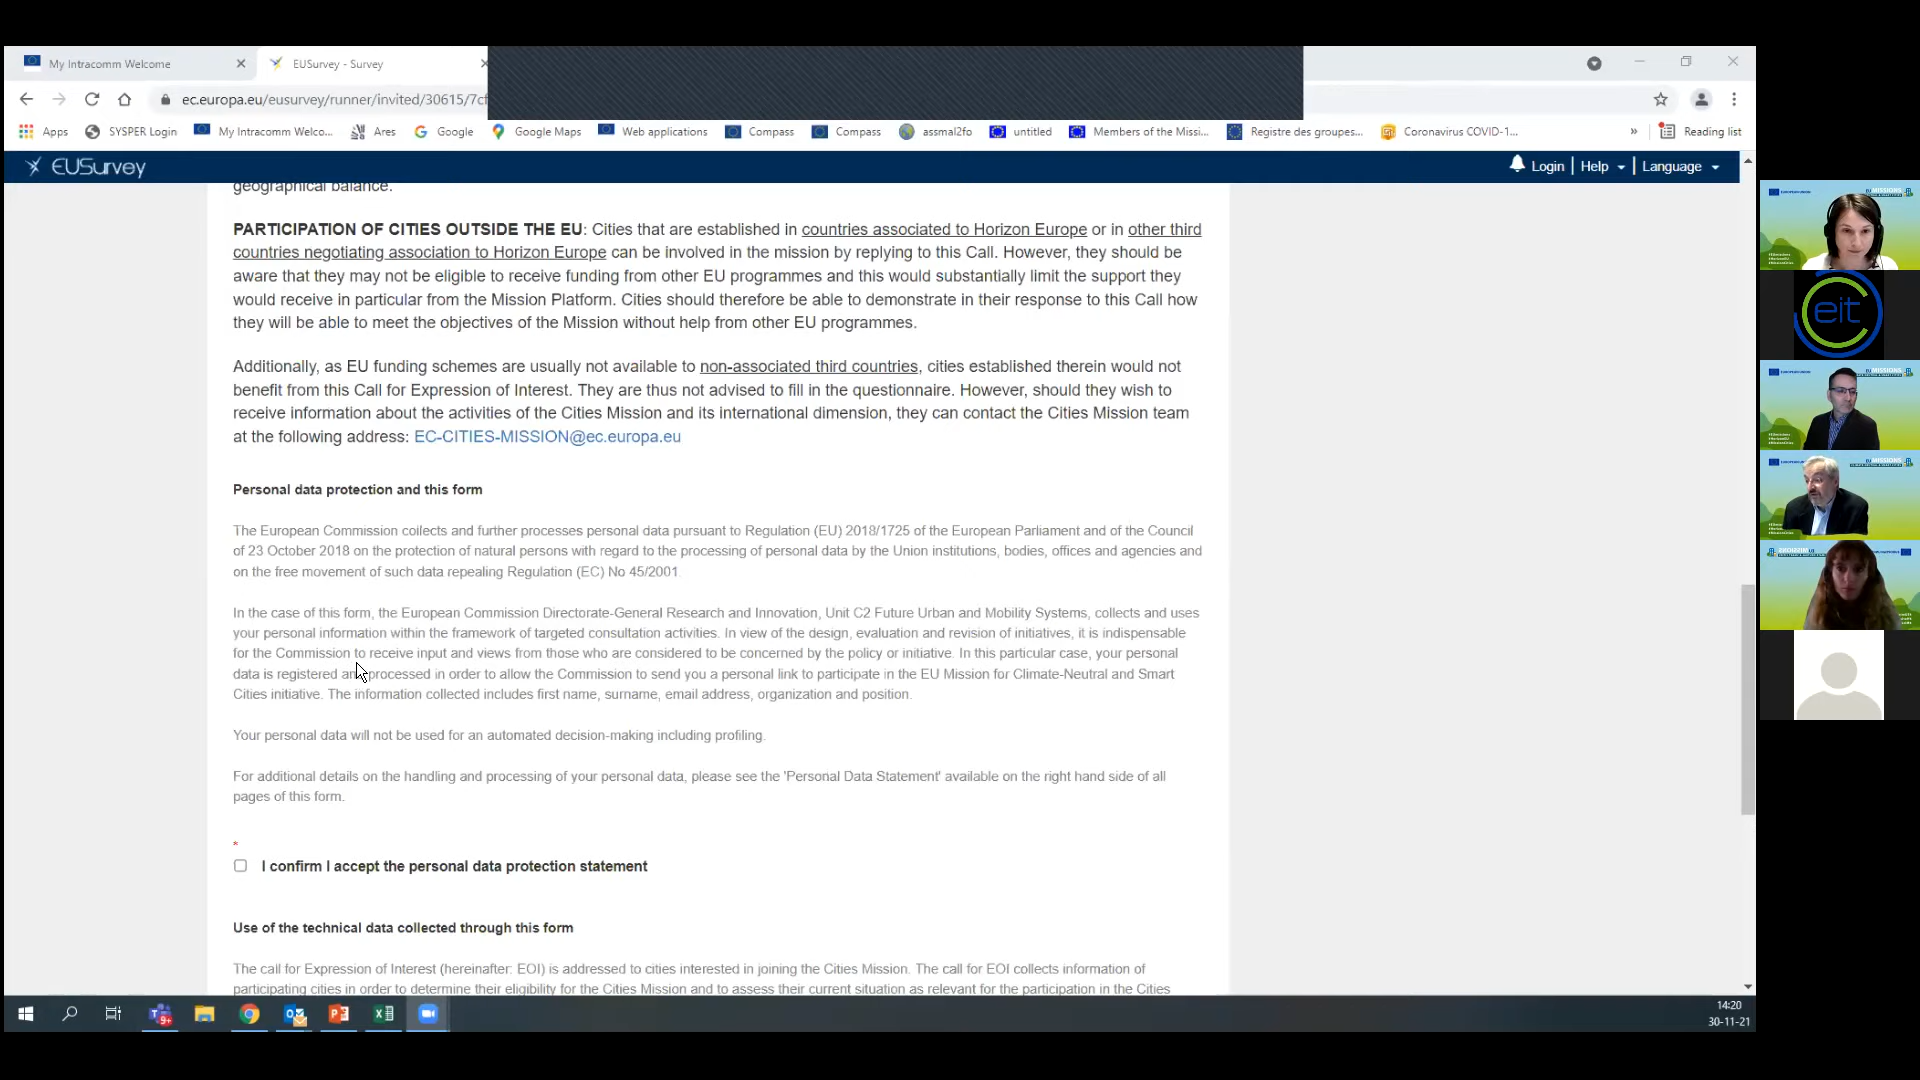 My Intracomm Welcome
EUSurvey - Survey
ec.europa.eu/eusurvey/runner/invited/30615/7cf
Apps
SYSPER Login
My Intracomm Welco...
Ares
Google
Google Maps
Web applications
Compass
Compass
assmal2fo
untitled
Members of the Missi...
Registre des groupes...
Coronavirus COVID-1...
»
Reading list
EUSurvey
Login | Help | Language
geographical balance.
PARTICIPATION OF CITIES OUTSIDE THE EU: Cities that are established in countries associated to Horizon Europe or in other third
countries negotiating association to Horizon Europe can be involved in the mission by replying to this Call. However, they should be
aware that they may not be eligible to receive funding from other EU programmes and this would substantially limit the support they
would receive in particular from the Mission Platform. Cities should therefore be able to demonstrate in their response to this Call how
they will be able to meet the objectives of the Mission without help from other EU programmes.
Additionally, as EU funding schemes are usually not available to non-associated third countries, cities established therein would not
benefit from this Call for Expression of Interest. They are thus not advised to fill in the questionnaire. However, should they wish to
receive information about the activities of the Cities Mission and its international dimension, they can contact the Cities Mission team
at the following address: EC-CITIES-MISSION@ec.europa.eu
Personal data protection and this form
The European Commission collects and further processes personal data pursuant to Regulation (EU) 2018/1725 of the European Parliament and of the Council
of 23 October 2018 on the protection of natural persons with regard to the processing of personal data by the Union institutions, bodies, offices and agencies and
on the free movement of such data repealing Regulation (EC) No 45/2001.
In the case of this form, the European Commission Directorate-General Research and Innovation, Unit C2 Future Urban and Mobility Systems, collects and uses
your personal information within the framework of targeted consultation activities. In view of the design, evaluation and revision of initiatives, it is indispensable
for the Commission to receive input and views from those who are considered to be concerned by the policy or initiative. In this particular case, your personal
data is registered and processed in order to allow the Commission to send you a personal link to participate in the EU Mission for Climate-Neutral and Smart
Cities initiative. The information collected includes first name, surname, email address, organization and position.
Your personal data will not be used for an automated decision-making including profiling.
For additional details on the handling and processing of your personal data, please see the 'Personal Data Statement' available on the right hand side of all
pages of this form.
*
I confirm I accept the personal data protection statement
Use of the technical data collected through this form
The call for Expression of Interest (hereinafter: EOI) is addressed to cities interested in joining the Cities Mission. The call for EOI collects information of
participating cities in order to determine their eligibility for the Cities Mission and to assess their current situation as relevant for the participation in the Cities
9+
14:20
30-11-21
eit